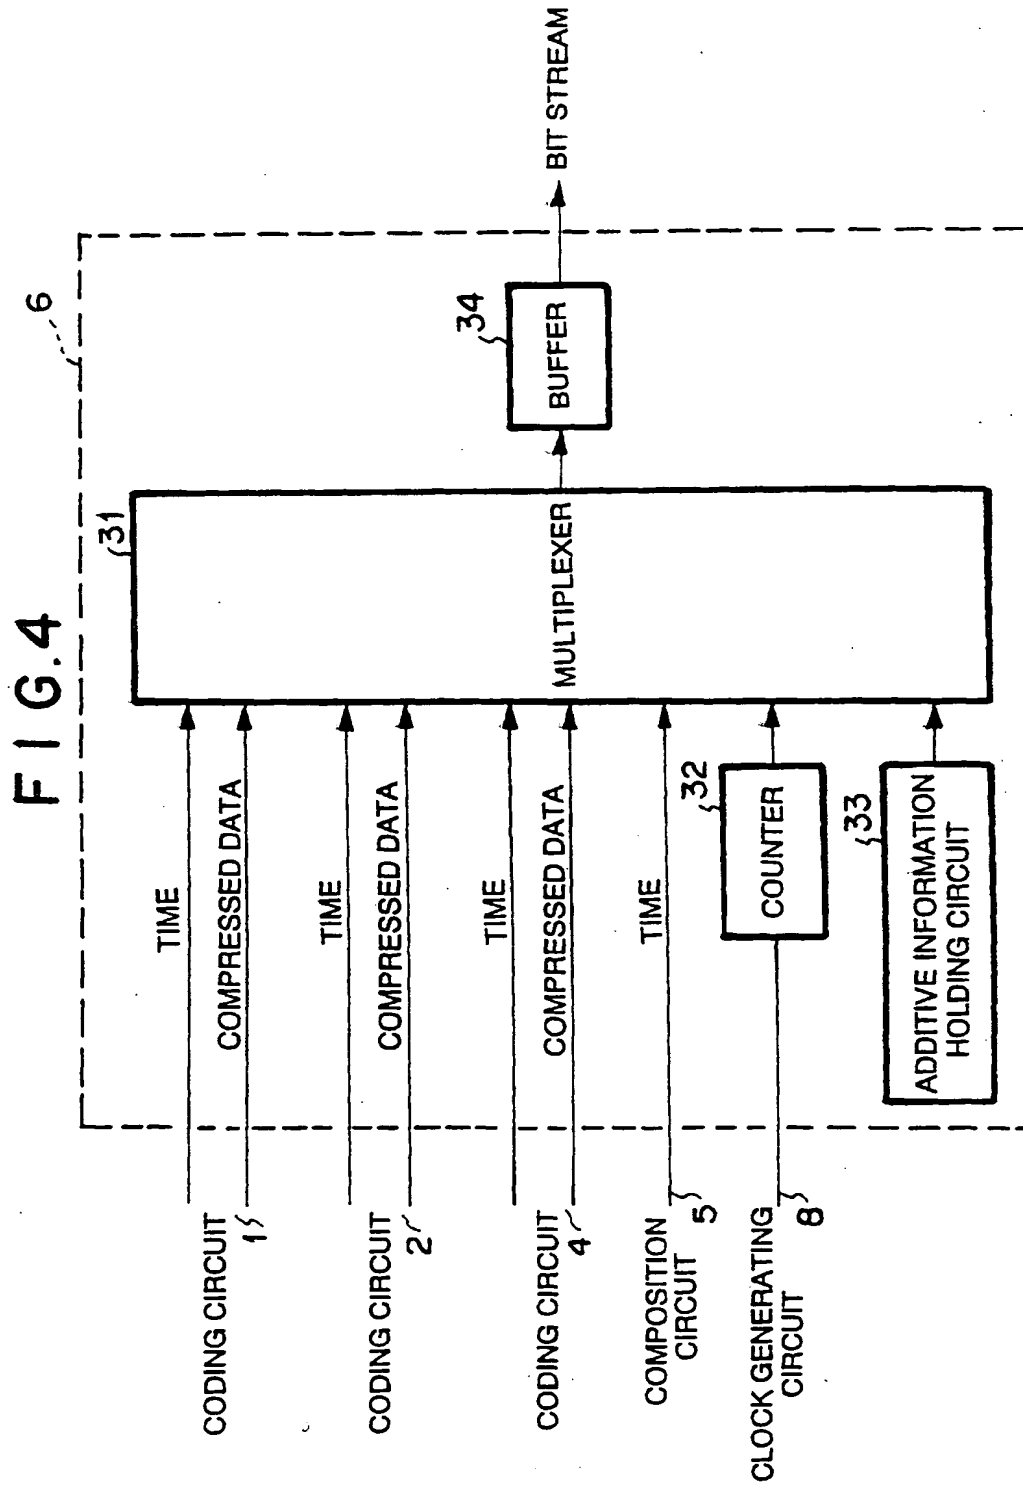 FIG.4
6
31
TIME
COMPRESSED DATA
CODING CIRCUIT
1
TIME
COMPRESSED DATA
CODING CIRCUIT
2
TIME
COMPRESSED DATA
CODING CIRCUIT
4
MULTIPLEXER
34
BUFFER
BIT STREAM
TIME
COMPOSITION
CIRCUIT
5
32
COUNTER
CLOCK GENERATING
CIRCUIT
8
33
ADDITIVE INFORMATION
HOLDING CIRCUIT